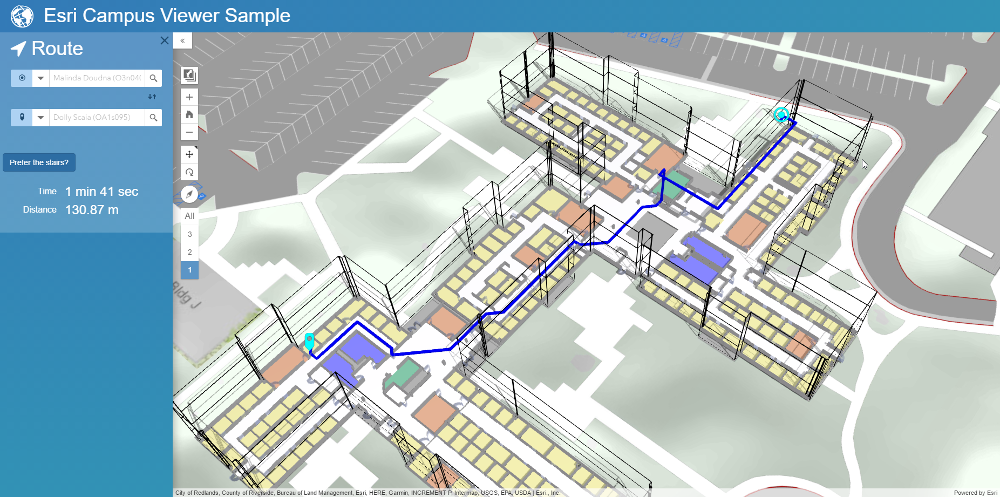 Esri Campus Viewer Sample
Route
Malinda Doudna (O3n04(
Dolly Scaia (OA1s095)
Prefer the stairs?
Time 1 min 41 sec
Distance 130.87 m
All
3
2
1
Bldg J
City of Redlands, County of Riverside, Bureau of Land Management, Esri, HERE, Garmin, INCREMENT P, Intermap, USGS, EPA, USDA | Esri., Inc.
Powered by Esri